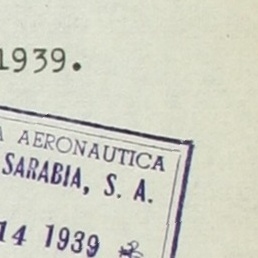 1939.
A AERONAUTICA
SARABIA, S. A.
14 1939